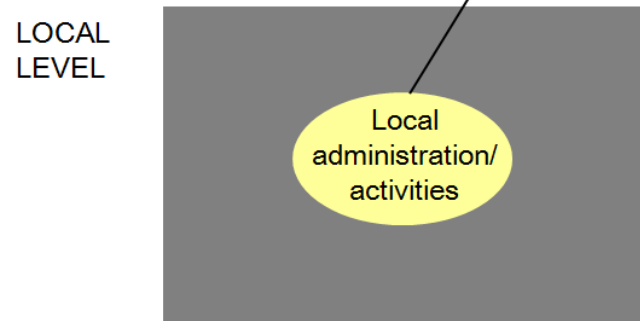 LOCAL
LEVEL
Local
administration/
activities